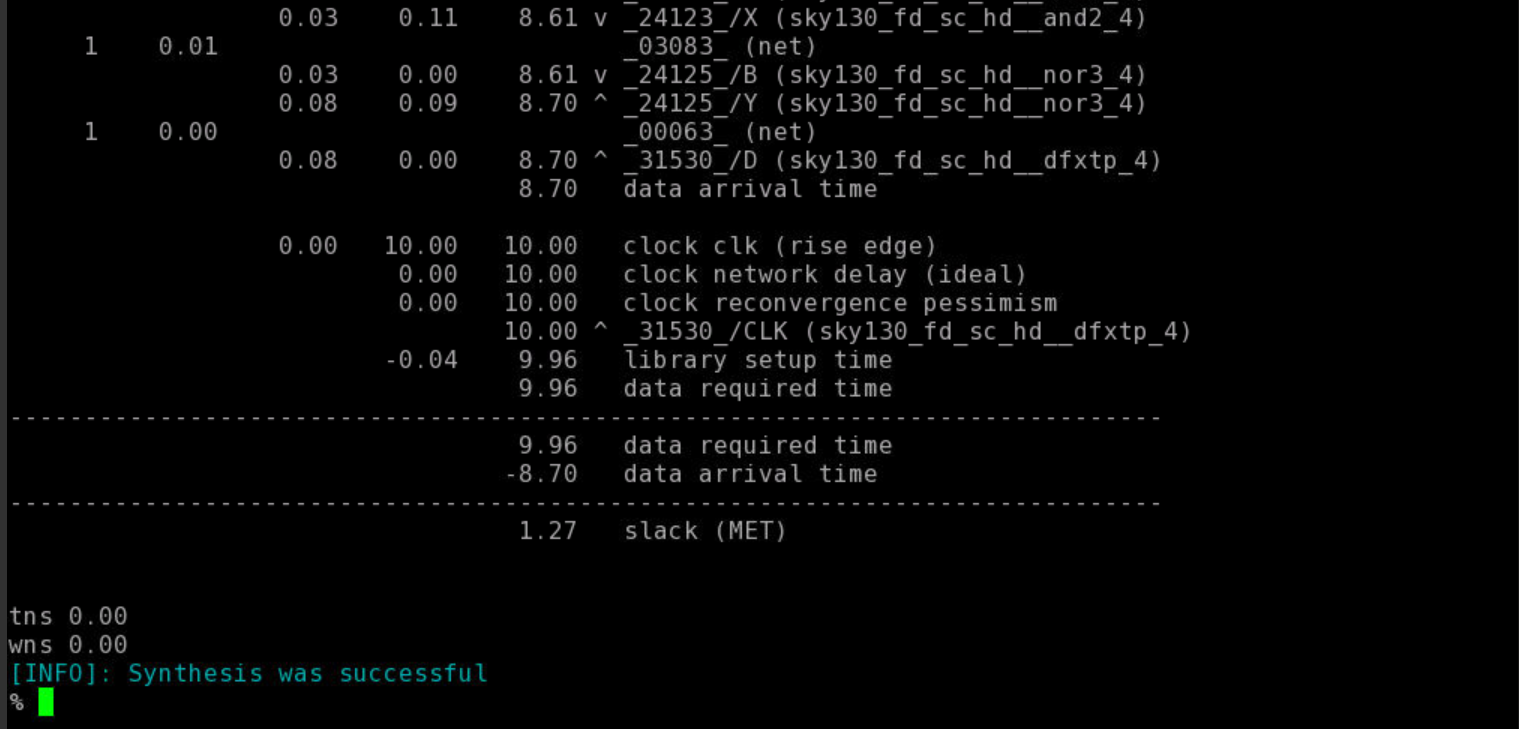 0.03 0.11 8.61 v _24123_/X (sky130_fd_sc_hd__and2_4)
1 0.01 _03083_ (net)
0.03 0.00 8.61 v _24125_/B (sky130_fd_sc_hd__nor3_4)
0.08 0.09 8.70 ^ _24125_/Y (sky130_fd_sc_hd__nor3_4)
1 0.00 _00063_ (net)
0.08 0.00 8.70 ^ _31530_/D (sky130_fd_sc_hd__dfxtp_4)
8.70 data arrival time
0.00 10.00 10.00 clock clk (rise edge)
0.00 10.00 clock network delay (ideal)
0.00 10.00 clock reconvergence pessimism
10.00 ^ _31530_/CLK (sky130_fd_sc_hd__dfxtp_4)
-0.04 9.96 library setup time
9.96 data required time
-----------------------------------------------------------------------------
9.96 data required time
-8.70 data arrival time
-----------------------------------------------------------------------------
1.27 slack (MET)
tns 0.00
wns 0.00
[INFO]: Synthesis was successful
%